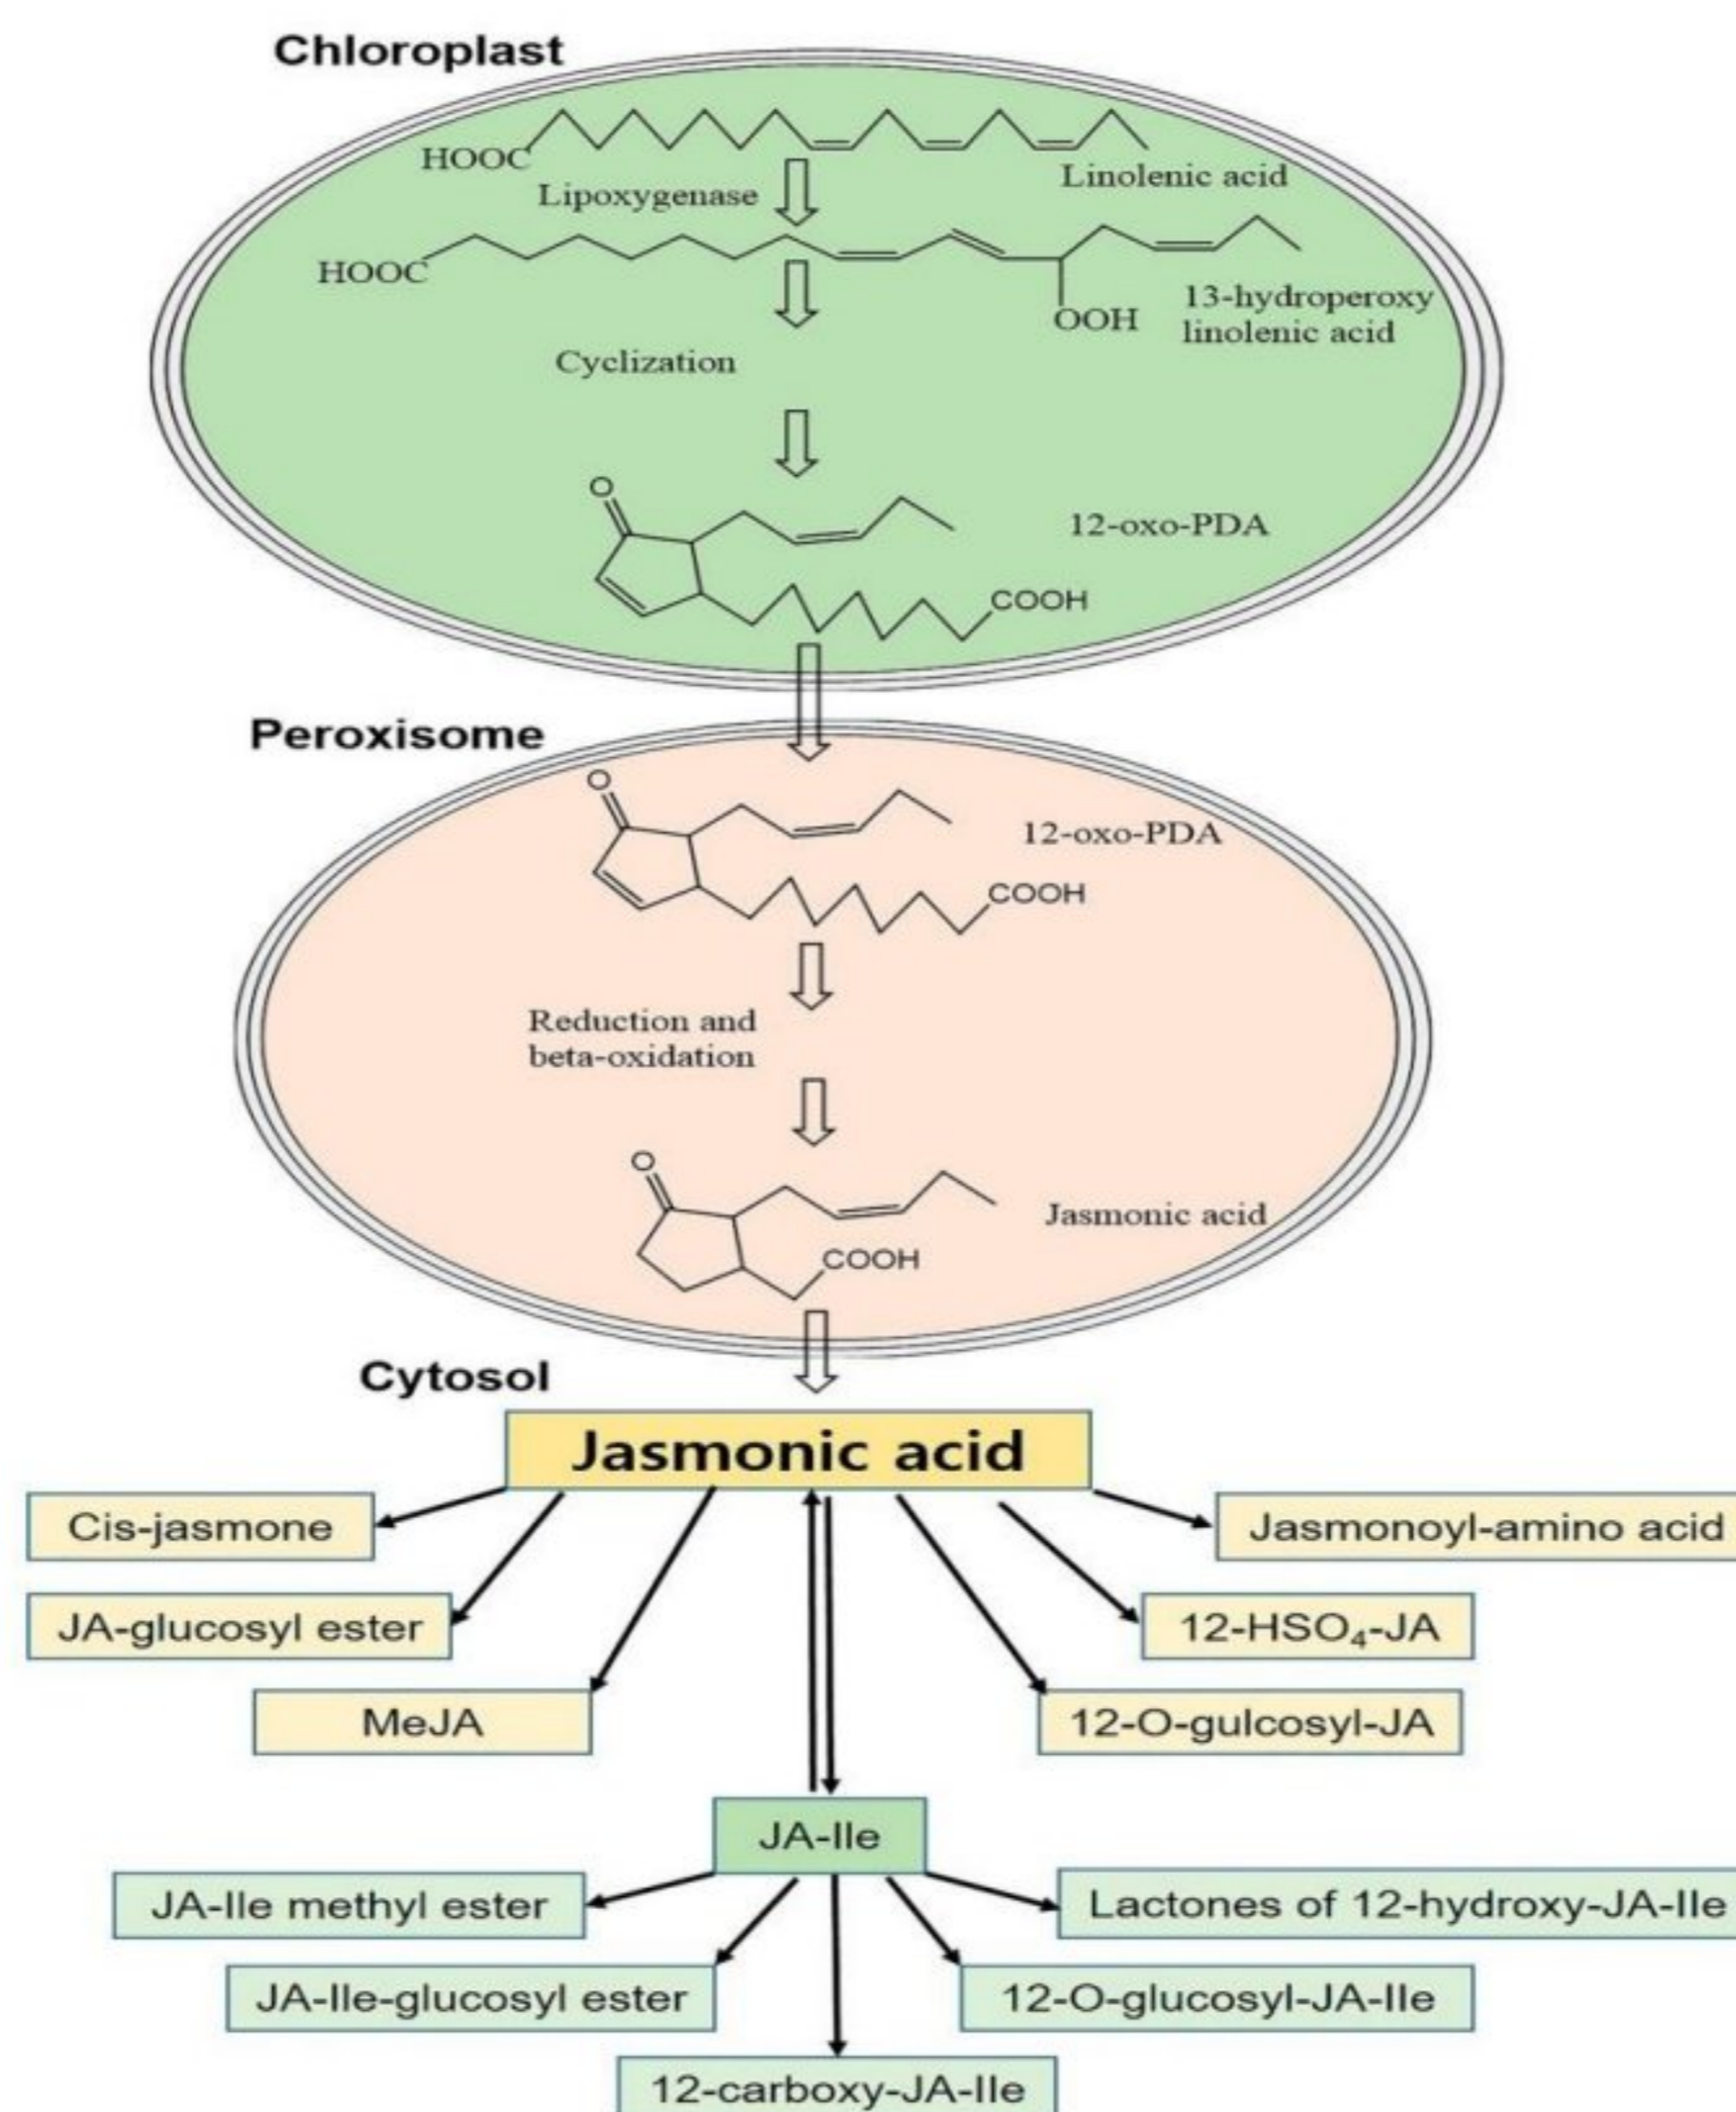 Chloroplast
HOOC
Linolenic acid
Lipoxygenase
HOOC
OOH
13-hydroperoxy
linolenic acid
Cyclization
O
12-oxo-PDA
COOH
Peroxisome
O
12-oxo-PDA
COOH
Reduction and
beta-oxidation
O
Jasmonic acid
COOH
Cytosol
Jasmonic acid
Cis-jasmone
Jasmonoyl-amino acid
JA-glucosyl ester
12-HSO₄-JA
MeJA
12-O-gulcosyl-JA
JA-Ile
JA-Ile methyl ester
Lactones of 12-hydroxy-JA-Ile
JA-Ile-glucosyl ester
12-O-glucosyl-JA-Ile
12-carboxy-JA-Ile